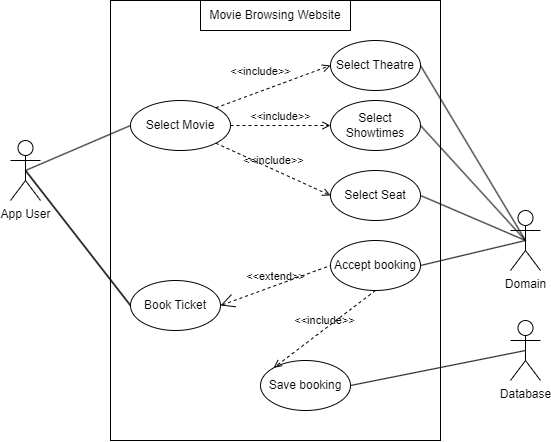 Movie Browsing Website
Select Theatre
<<include>>
Select Movie
<<include>>
Select
Showtimes
<<include>>
Select Seat
App User
Accept booking
<<extend>>
Domain
Book Ticket
<<include>>
Save booking
Database